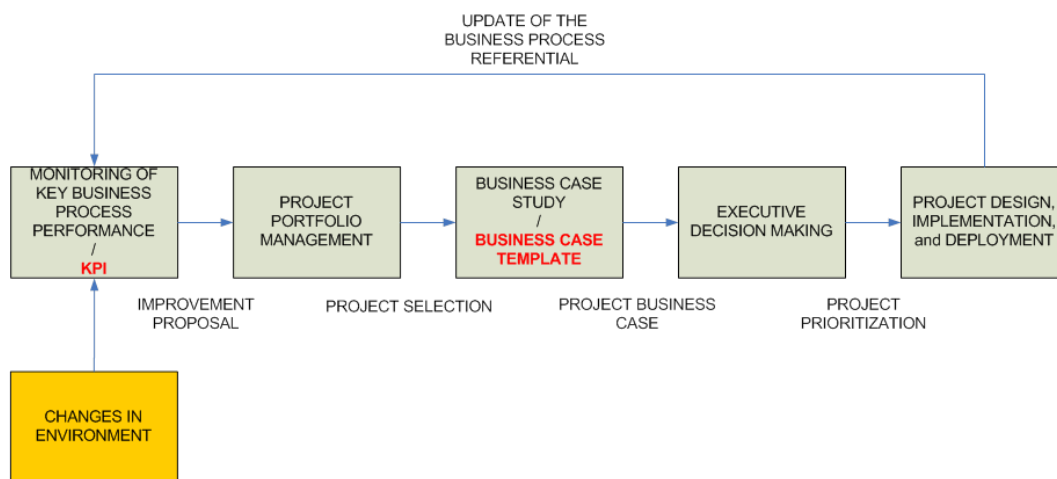 UPDATE OF THE
BUSINESS PROCESS
REFERENTIAL
MONITORING OF
KEY BUSINESS
PROCESS
PERFORMANCE
/
KPI
PROJECT
PORTFOLIO
MANAGEMENT
BUSINESS CASE
STUDY
/
BUSINESS CASE
TEMPLATE
EXECUTIVE
DECISION MAKING
PROJECT DESIGN,
IMPLEMENTATION,
and DEPLOYMENT
IMPROVEMENT
PROPOSAL
PROJECT SELECTION
PROJECT BUSINESS
CASE
PROJECT
PRIORITIZATION
CHANGES IN
ENVIRONMENT